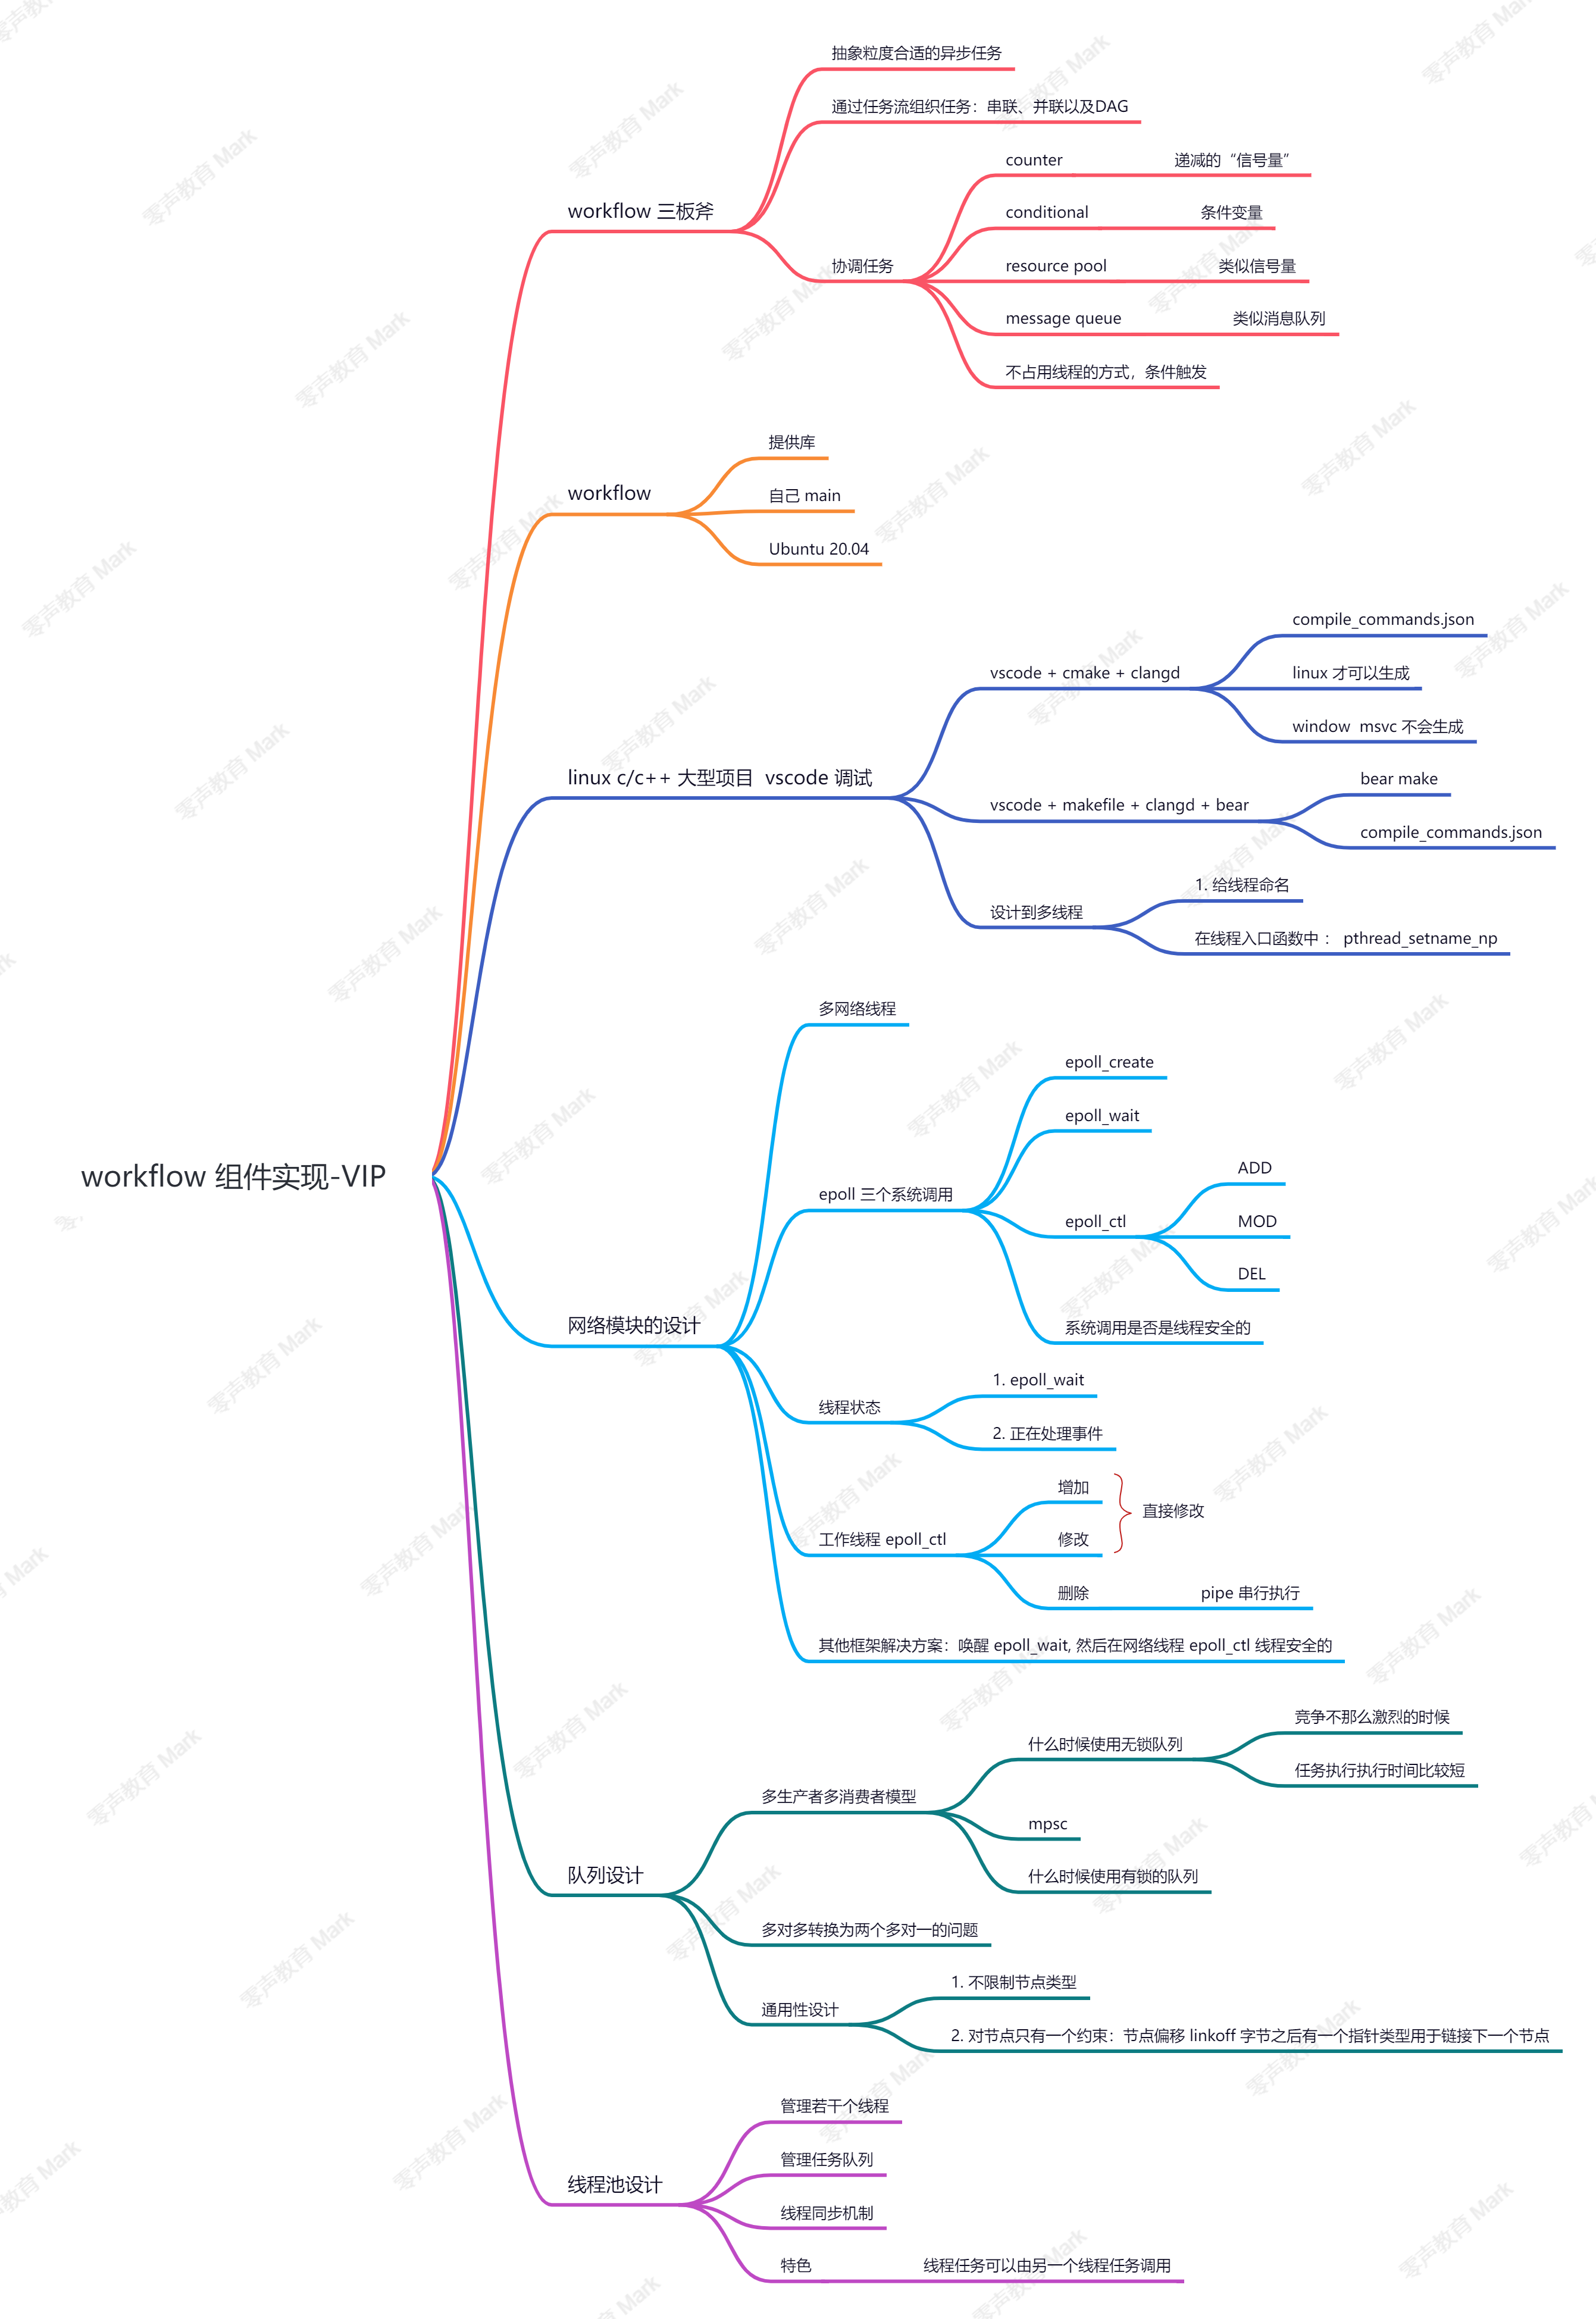 workflow 组件实现-VIP
workflow 三板斧
抽象粒度合适的异步任务
通过任务流组织任务：串联、并联以及DAG
协调任务
counter
递减的“信号量”
conditional
条件变量
resource pool
类似信号量
message queue
类似消息队列
不占用线程的方式，条件触发
workflow
提供库
自己 main
Ubuntu 20.04
linux c/c++ 大型项目  vscode 调试
vscode + cmake + clangd
compile_commands.json
linux 才可以生成
window  msvc 不会生成
vscode + makefile + clangd + bear
bear make
compile_commands.json
设计到多线程
1. 给线程命名
在线程入口函数中 ： pthread_setname_np
网络模块的设计
多网络线程
epoll 三个系统调用
epoll_create
epoll_wait
epoll_ctl
ADD
MOD
DEL
系统调用是否是线程安全的
线程状态
1. epoll_wait
2. 正在处理事件
工作线程 epoll_ctl
增加
修改
直接修改
删除
pipe 串行执行
其他框架解决方案：唤醒 epoll_wait, 然后在网络线程 epoll_ctl 线程安全的
队列设计
多生产者多消费者模型
什么时候使用无锁队列
竞争不那么激烈的时候
任务执行执行时间比较短
mpsc
什么时候使用有锁的队列
多对多转换为两个多对一的问题
通用性设计
1. 不限制节点类型
2. 对节点只有一个约束：节点偏移 linkoff 字节之后有一个指针类型用于链接下一个节点
线程池设计
管理若干个线程
管理任务队列
线程同步机制
特色
线程任务可以由另一个线程任务调用
零声教育 Mark